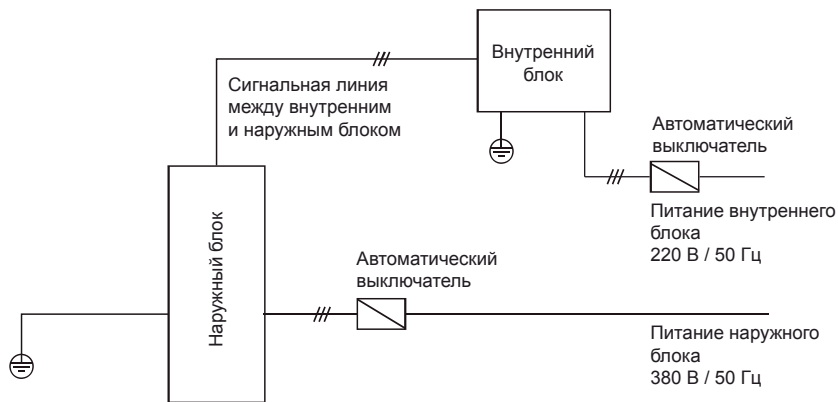 Внутренний
блок
Сигнальная линия
между внутренним
и наружным блоком
Автоматический
выключатель
Питание внутреннего
блока
220 В / 50 Гц
Наружный блок
Автоматический
выключатель
Питание наружного
блока
380 В / 50 Гц